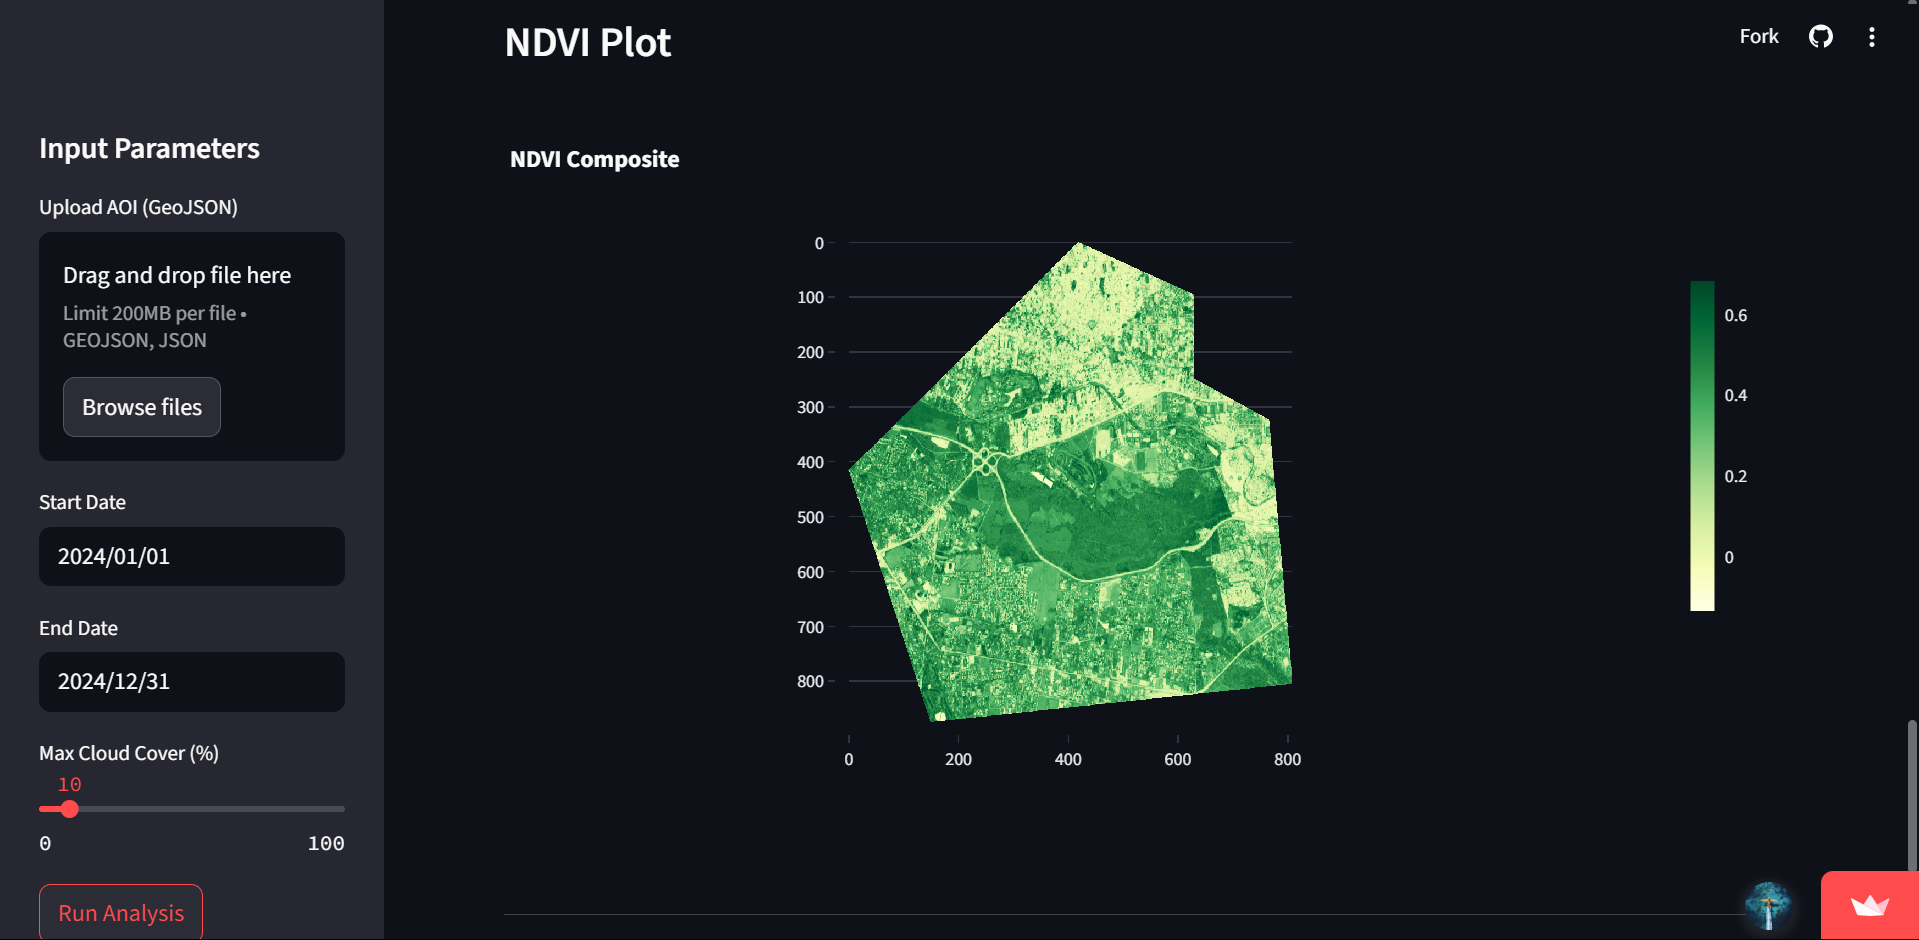 Input Parameters
Upload AOI (GeoJSON)
Drag and drop file here
Limit 200MB per file •
GEOJSON, JSON
Browse files
Start Date
2024/01/01
End Date
2024/12/31
Max Cloud Cover (%)
10
0
100
Run Analysis
NDVI Plot
Fork
NDVI Composite
0
100
200
300
400
500
600
700
800
0
200
400
600
800
0.6
0.4
0.2
0